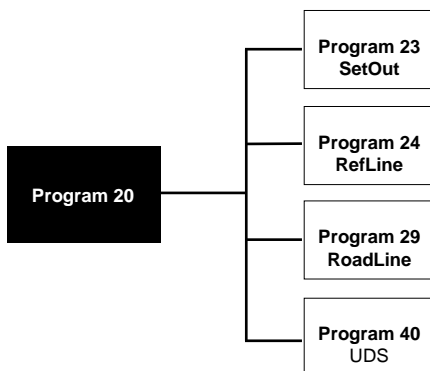 Program 20
Program 23
SetOut
Program 24
RefLine
Program 29
RoadLine
Program 40
UDS